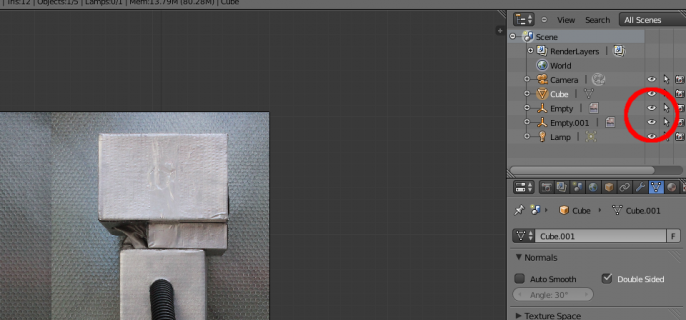 | Tris:12 | Objects:1/5 | Lamps:0/1 | Mem:13.79M (80.28M) | Cube
View Search All Scenes
Scene
RenderLayers |
World
Camera |
Cube |
Empty |
Empty.001 |
Lamp |
Cube Cube.001
Cube.001 F
Normals
Auto Smooth Double Sided
Angle: 30°
Texture Space